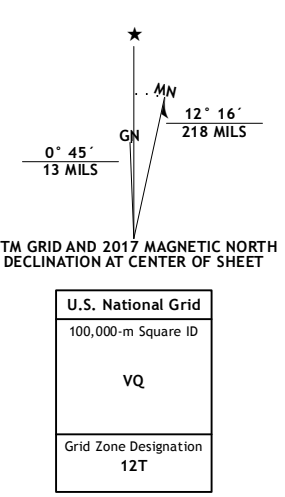 ★
MN
GN
12° 16´
218 MILS
0° 45´
13 MILS
TM GRID AND 2017 MAGNETIC NORTH
DECLINATION AT CENTER OF SHEET
U.S. National Grid
100,000-m Square ID
VQ
Grid Zone Designation
12T